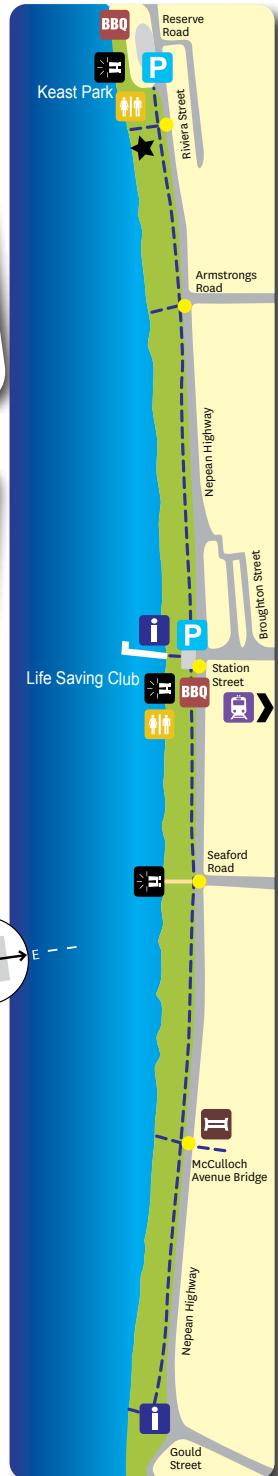 BBQ
Reserve
Road
P
Keast Park
Riviera Street
Armstrongs
Road
Nepean Highway
Broughton Street
i
P
Station
Street
Life Saving Club
BBQ
Seaford
Road
E
McCulloch
Avenue Bridge
Nepean Highway
i
Gould
Street